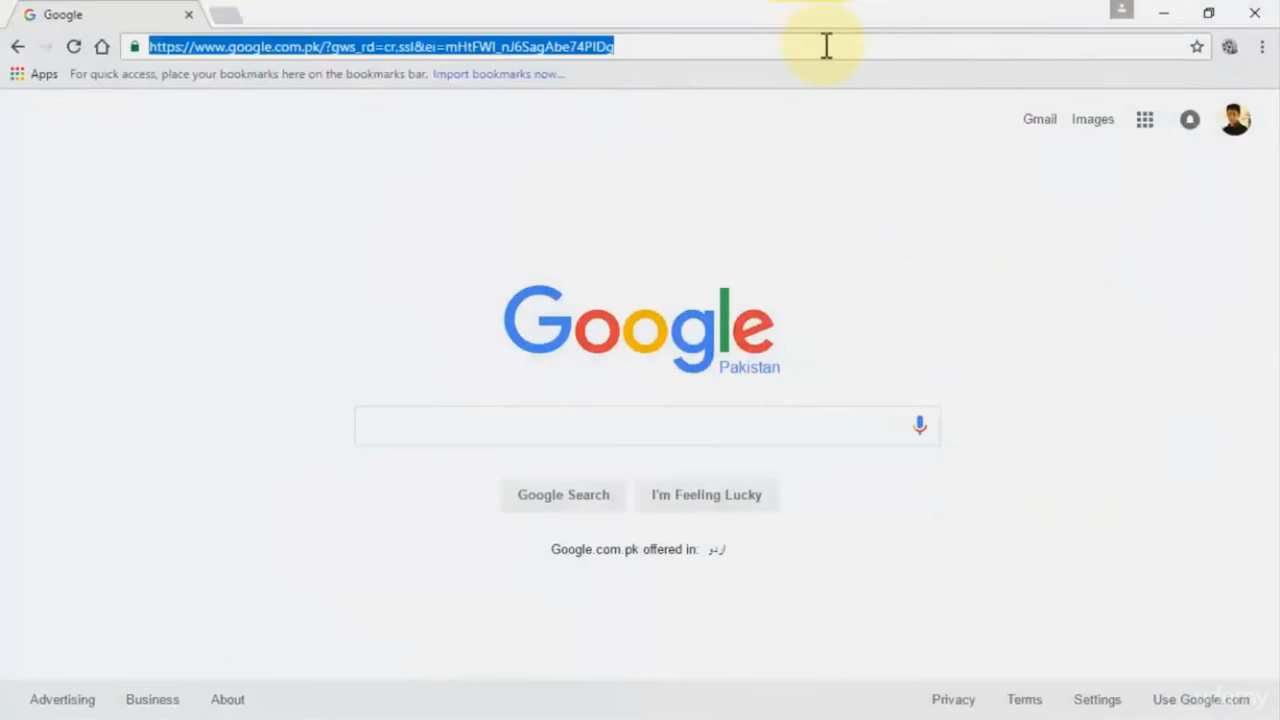 Google
https://www.google.com.pk/?gws_rd=cr,ssl&ei=mHtFWI_nJ6SagAbe74PIDg
Apps For quick access, place your bookmarks here on the bookmarks bar. Import bookmarks now...
Gmail Images
Google
Pakistan
Google Search I'm Feeling Lucky
Google.com.pk offered in: اردو
Advertising Business About Privacy Terms Settings Use Google.com
udemy